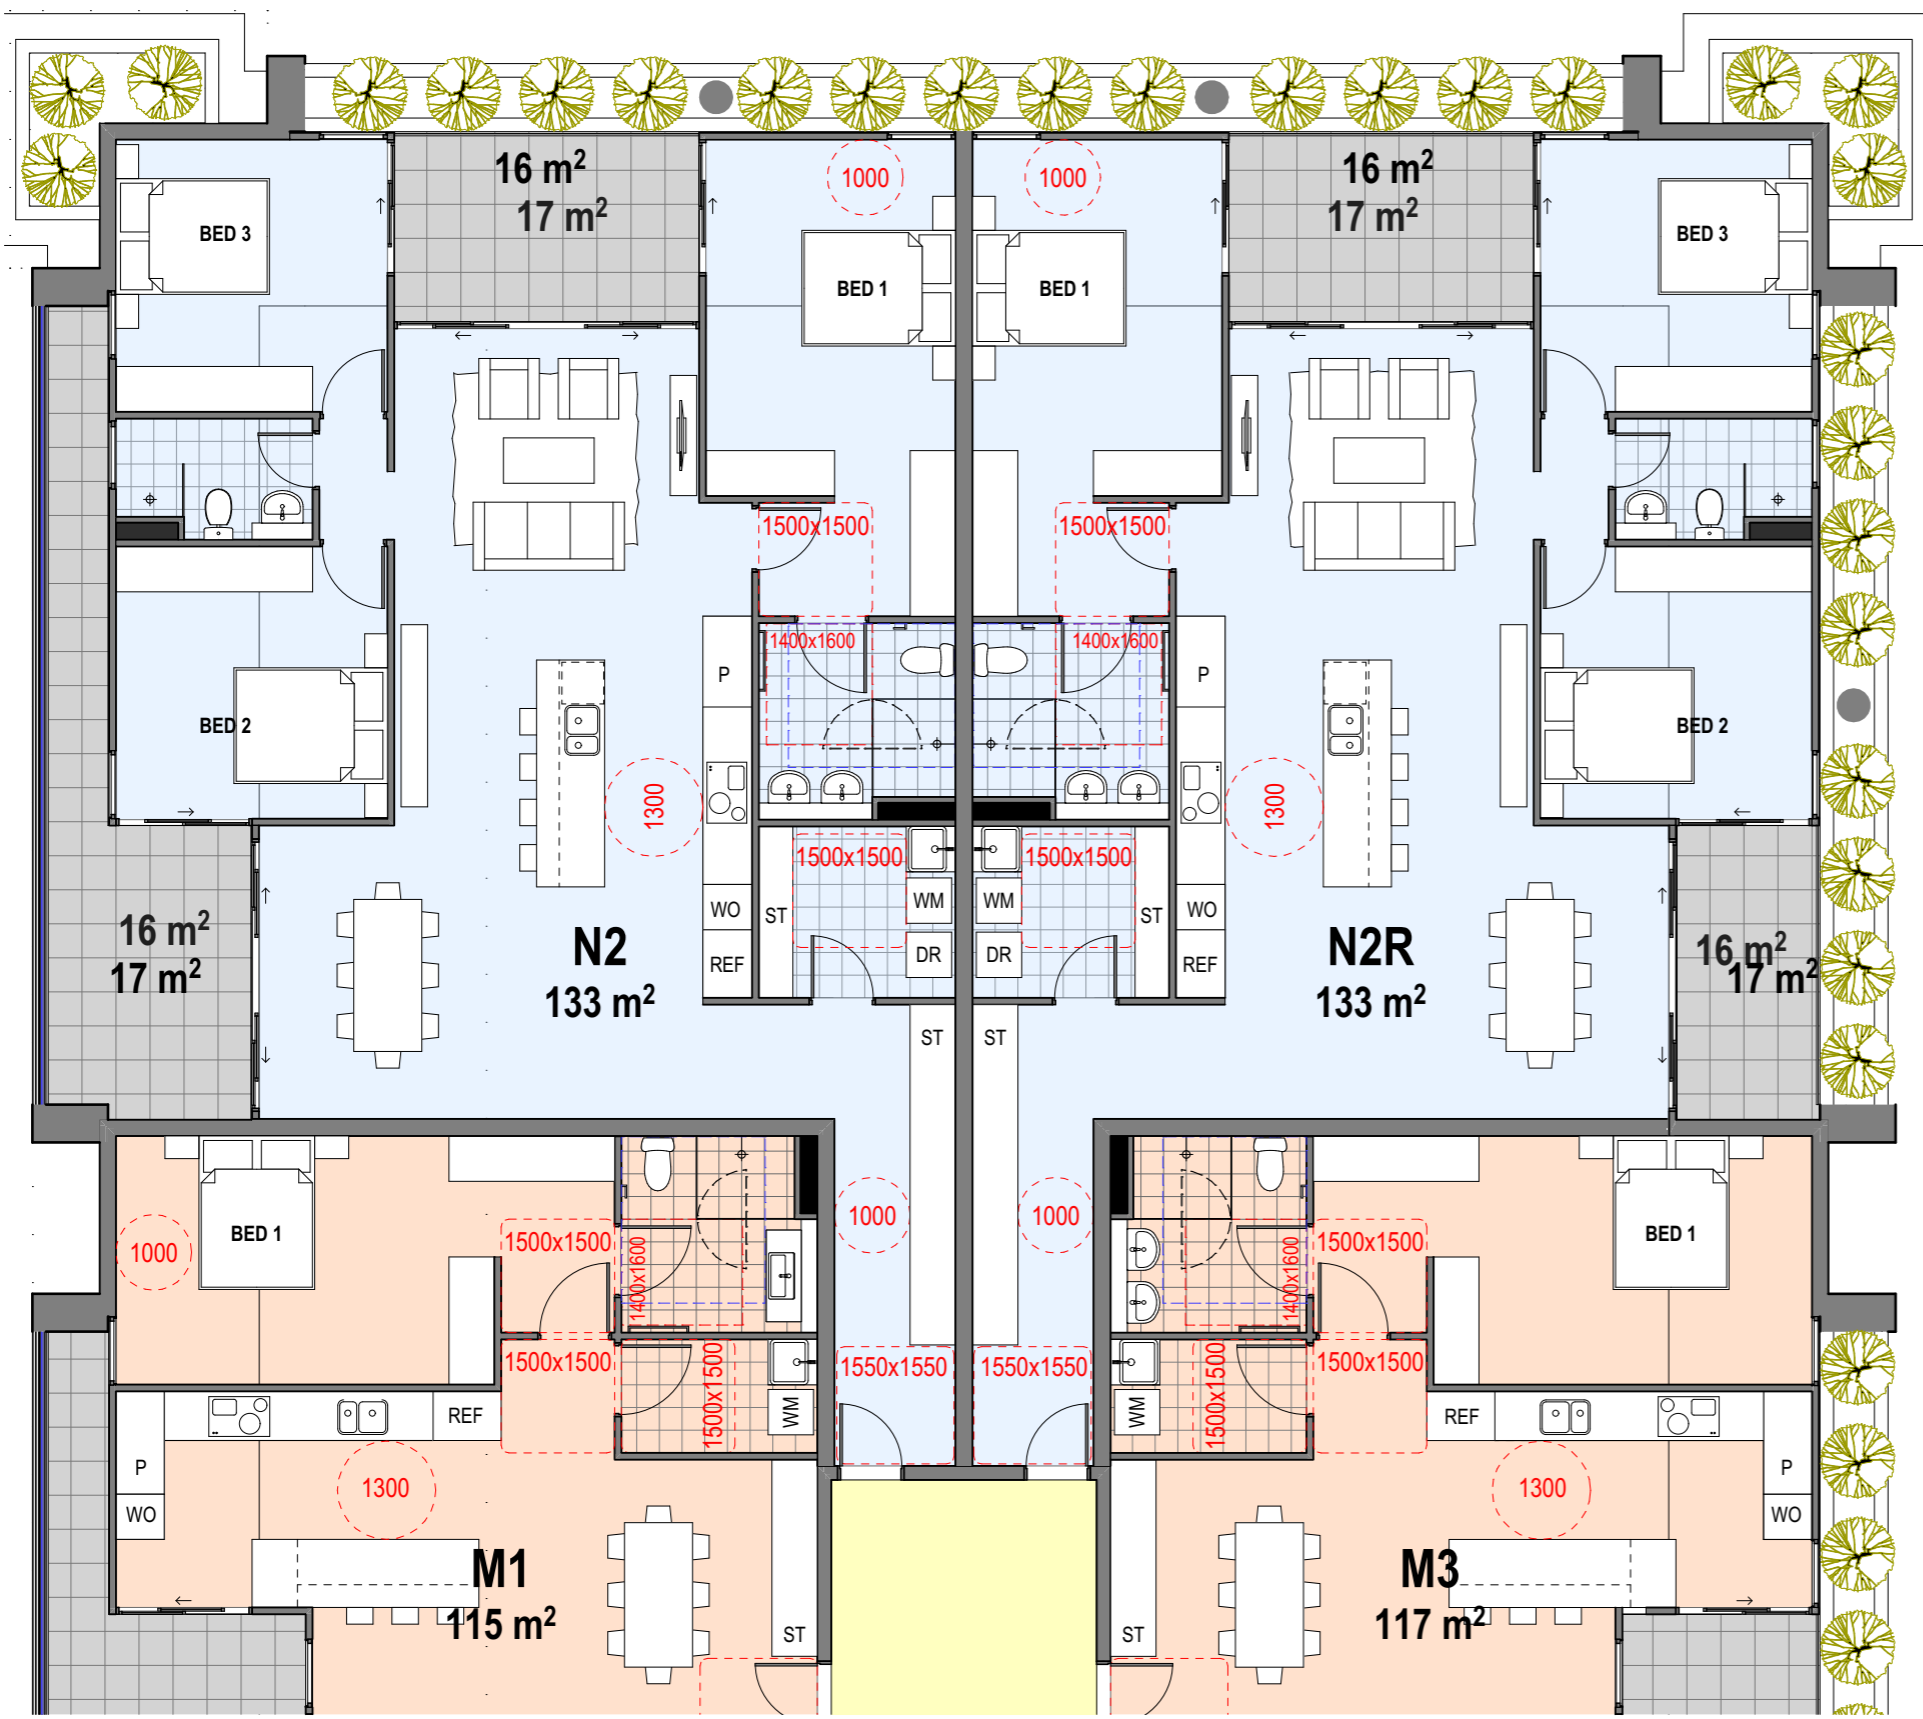 16 m²
17 m²
16 m²
17 m²
1000
1000
BED 3
BED 3
BED 1
BED 1
1500x1500
1500x1500
1400x1600
1400x1600
P
P
BED 2
BED 2
1300
1300
1500x1500
1500x1500
WM
WM
WO
ST
ST
WO
16 m²
17 m²
N2
133 m²
REF
DR
DR
REF
N2R
133 m²
16 m²
17 m²
ST
ST
1000
1000
BED 1
BED 1
1000
1500x1500
1400x1600
1400x1600
1500x1500
1500x1500
1500x1500
1550x1550
1550x1550
1500x1500
1500x1500
REF
WM
WM
REF
P
P
1300
1300
WO
WO
M1
115 m²
M3
117 m²
ST
ST